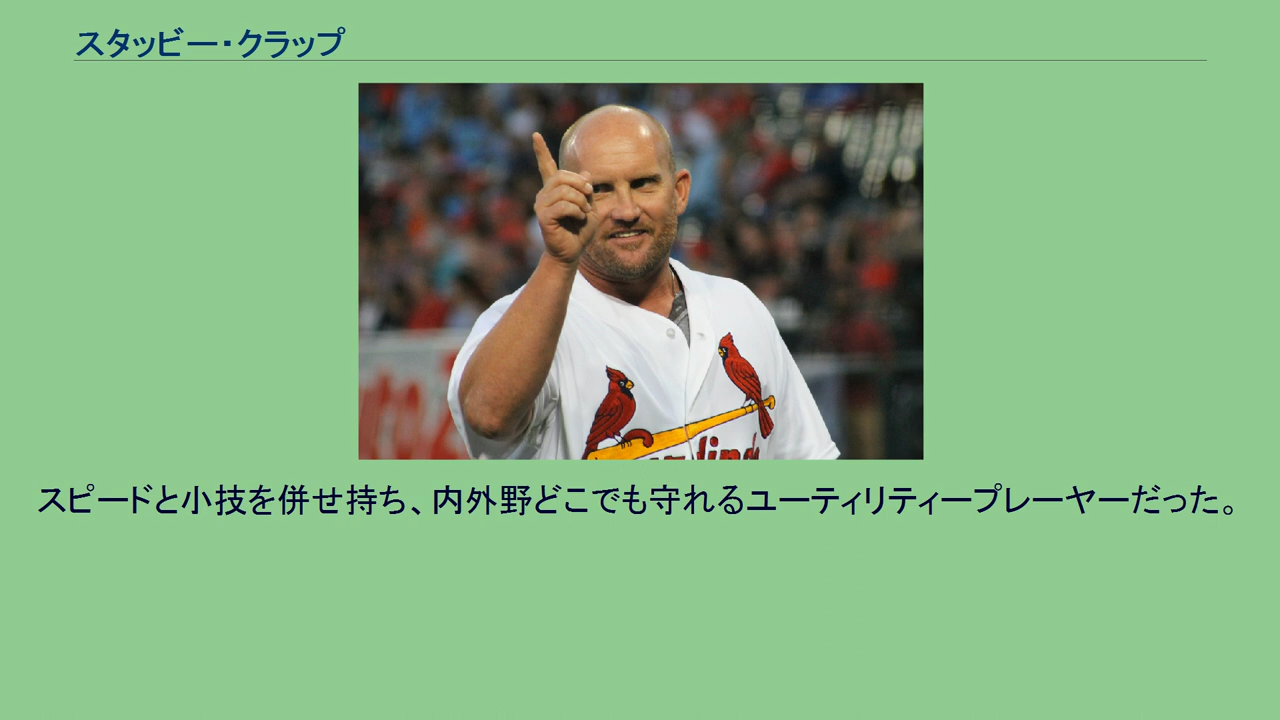 スタッビー・クラップ
スピードと小技を併せ持ち、内外野どこでも守れるユーティリティープレーヤーだった。